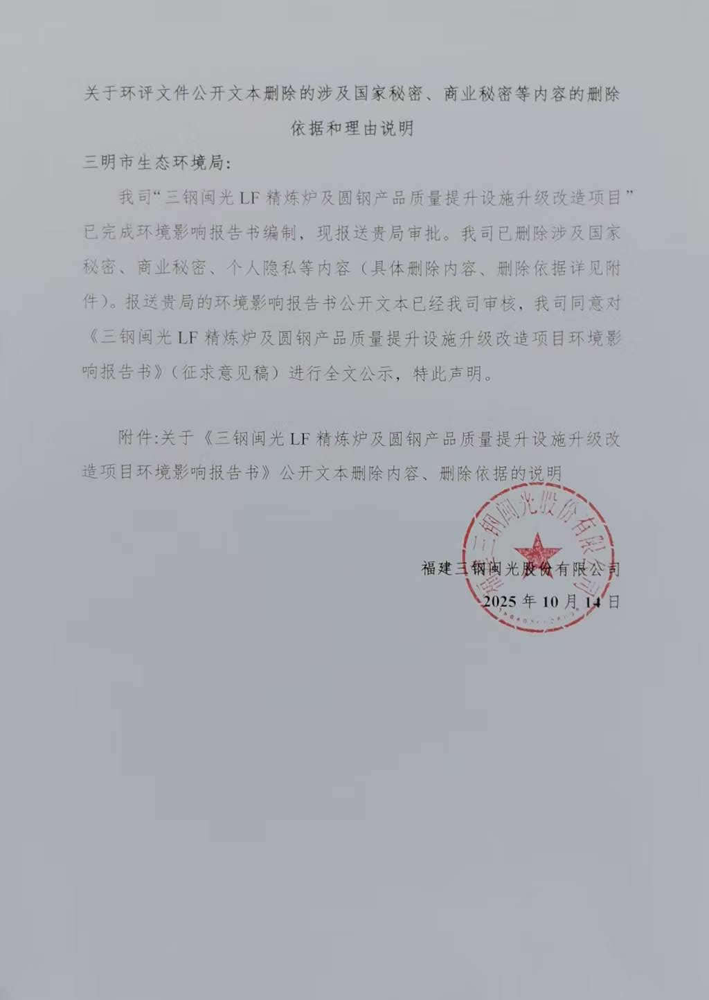 关于环评文件公开文本删除的涉及国家秘密、商业秘密等内容的删除
依据和理由说明
三明市生态环境局:
我司“三钢闽光 LF 精炼炉及圆钢产品质量提升设施升级改造项目”
已完成环境影响报告书编制，现报送贵局审批。我司已删除涉及国家
秘密、商业秘密、个人隐私等内容（具体删除内容、删除依据详见附
件）。报送贵局的环境影响报告书公开文本已经我司审核，我司同意对
《三钢闽光 LF 精炼炉及圆钢产品质量提升设施升级改造项目环境影
响报告书》（征求意见稿）进行全文公示，特此声明。
附件:关于《三钢闽光 LF 精炼炉及圆钢产品质量提升设施升级改
造项目环境影响报告书》公开文本删除内容、删除依据的说明
福建三钢闽光股份有限公司
福建三钢闽光股份有限公司
2025 年 10 月 14 日